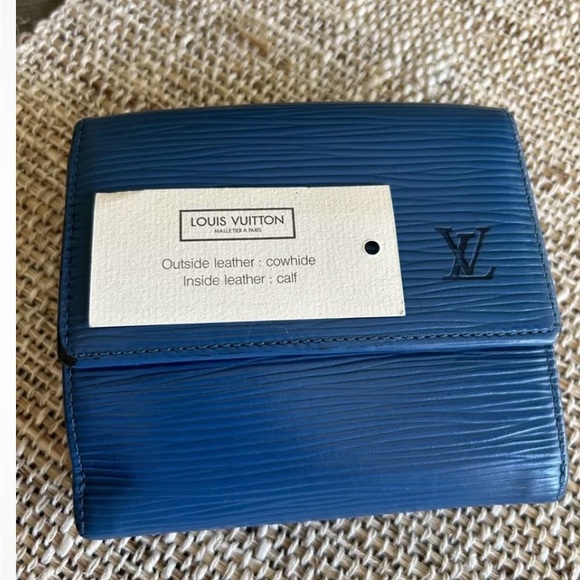 LOUIS VUITTON
MALLETIER A PARIS
Outside leather : cowhide
Inside leather : calf
LV